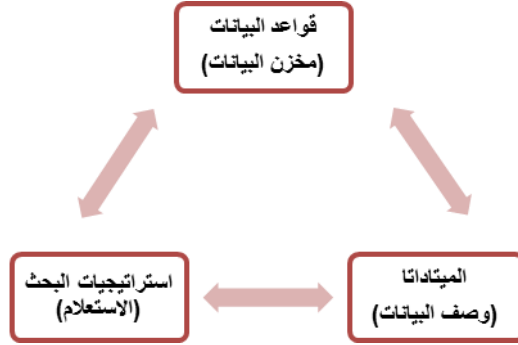 قواعد البيانات
(مخزن البيانات)
الميتاداتا
(وصف البيانات)
استراتيجيات البحث
(الاستعلام)